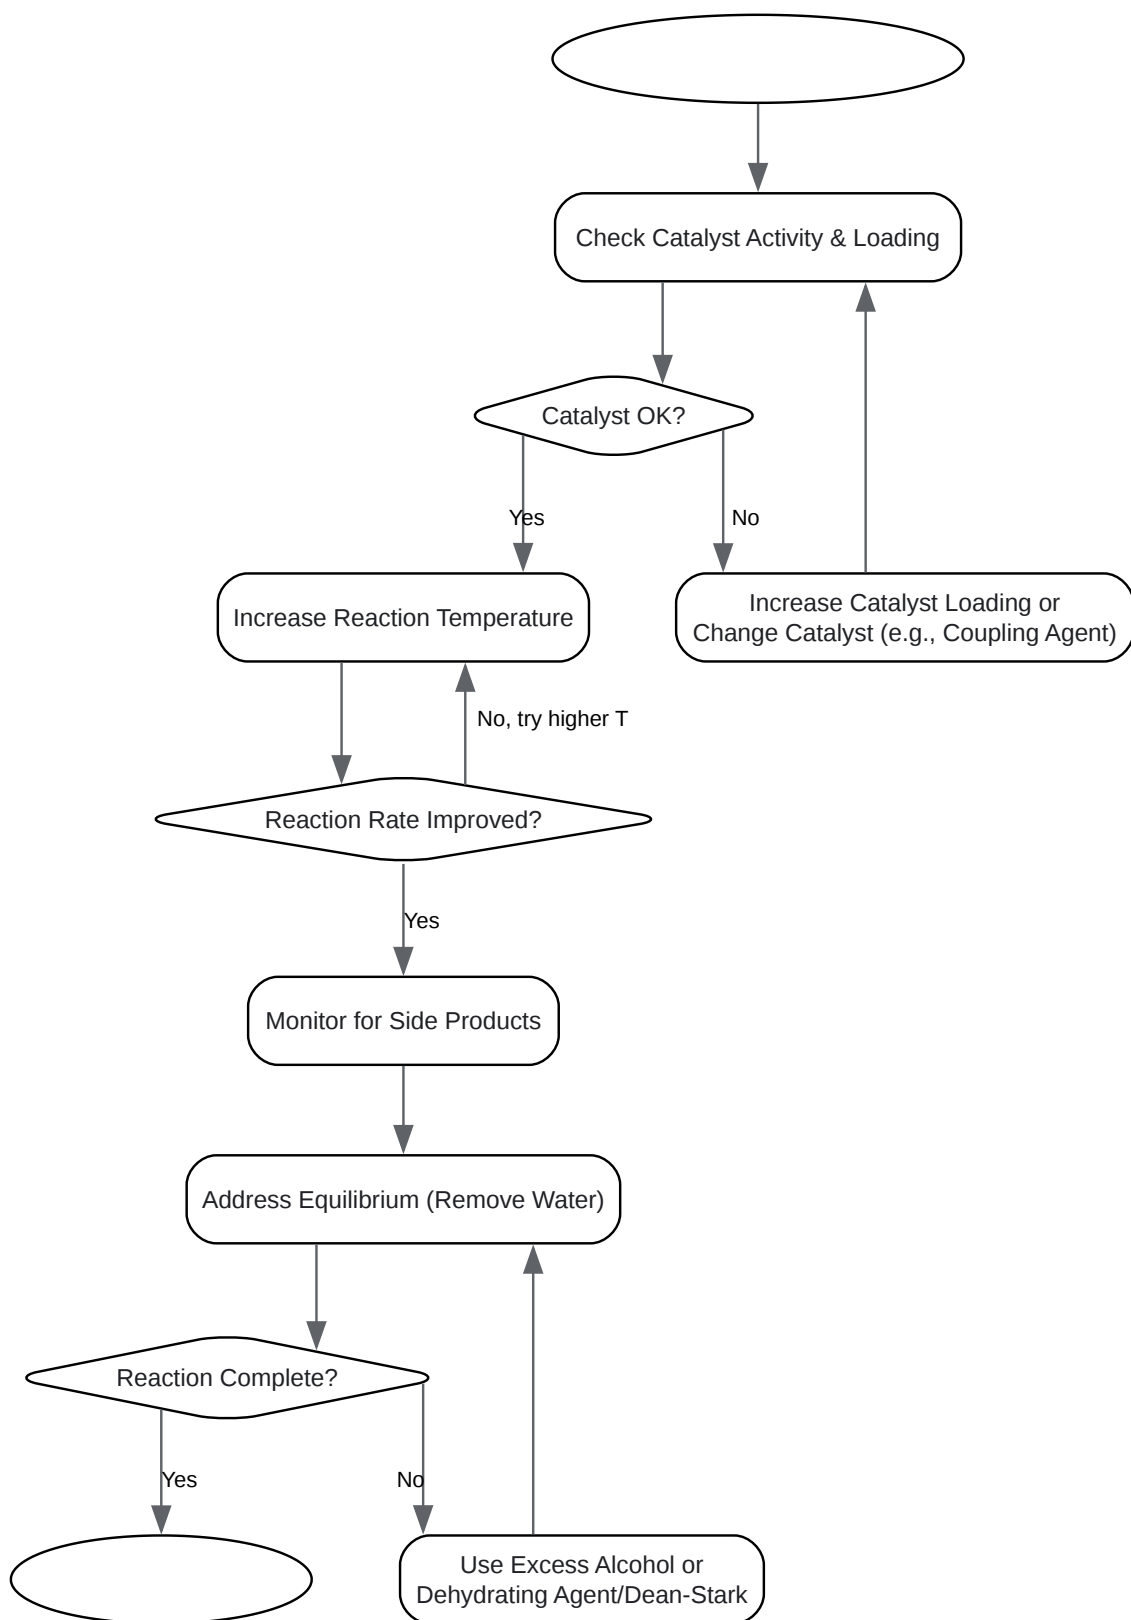 Check Catalyst Activity & Loading
Catalyst OK?
Yes
No
Increase Reaction Temperature
Increase Catalyst Loading or
Change Catalyst (e.g., Coupling Agent)
No, try higher T
Reaction Rate Improved?
Yes
Monitor for Side Products
Address Equilibrium (Remove Water)
Reaction Complete?
Yes
No
Use Excess Alcohol or
Dehydrating Agent/Dean-Stark